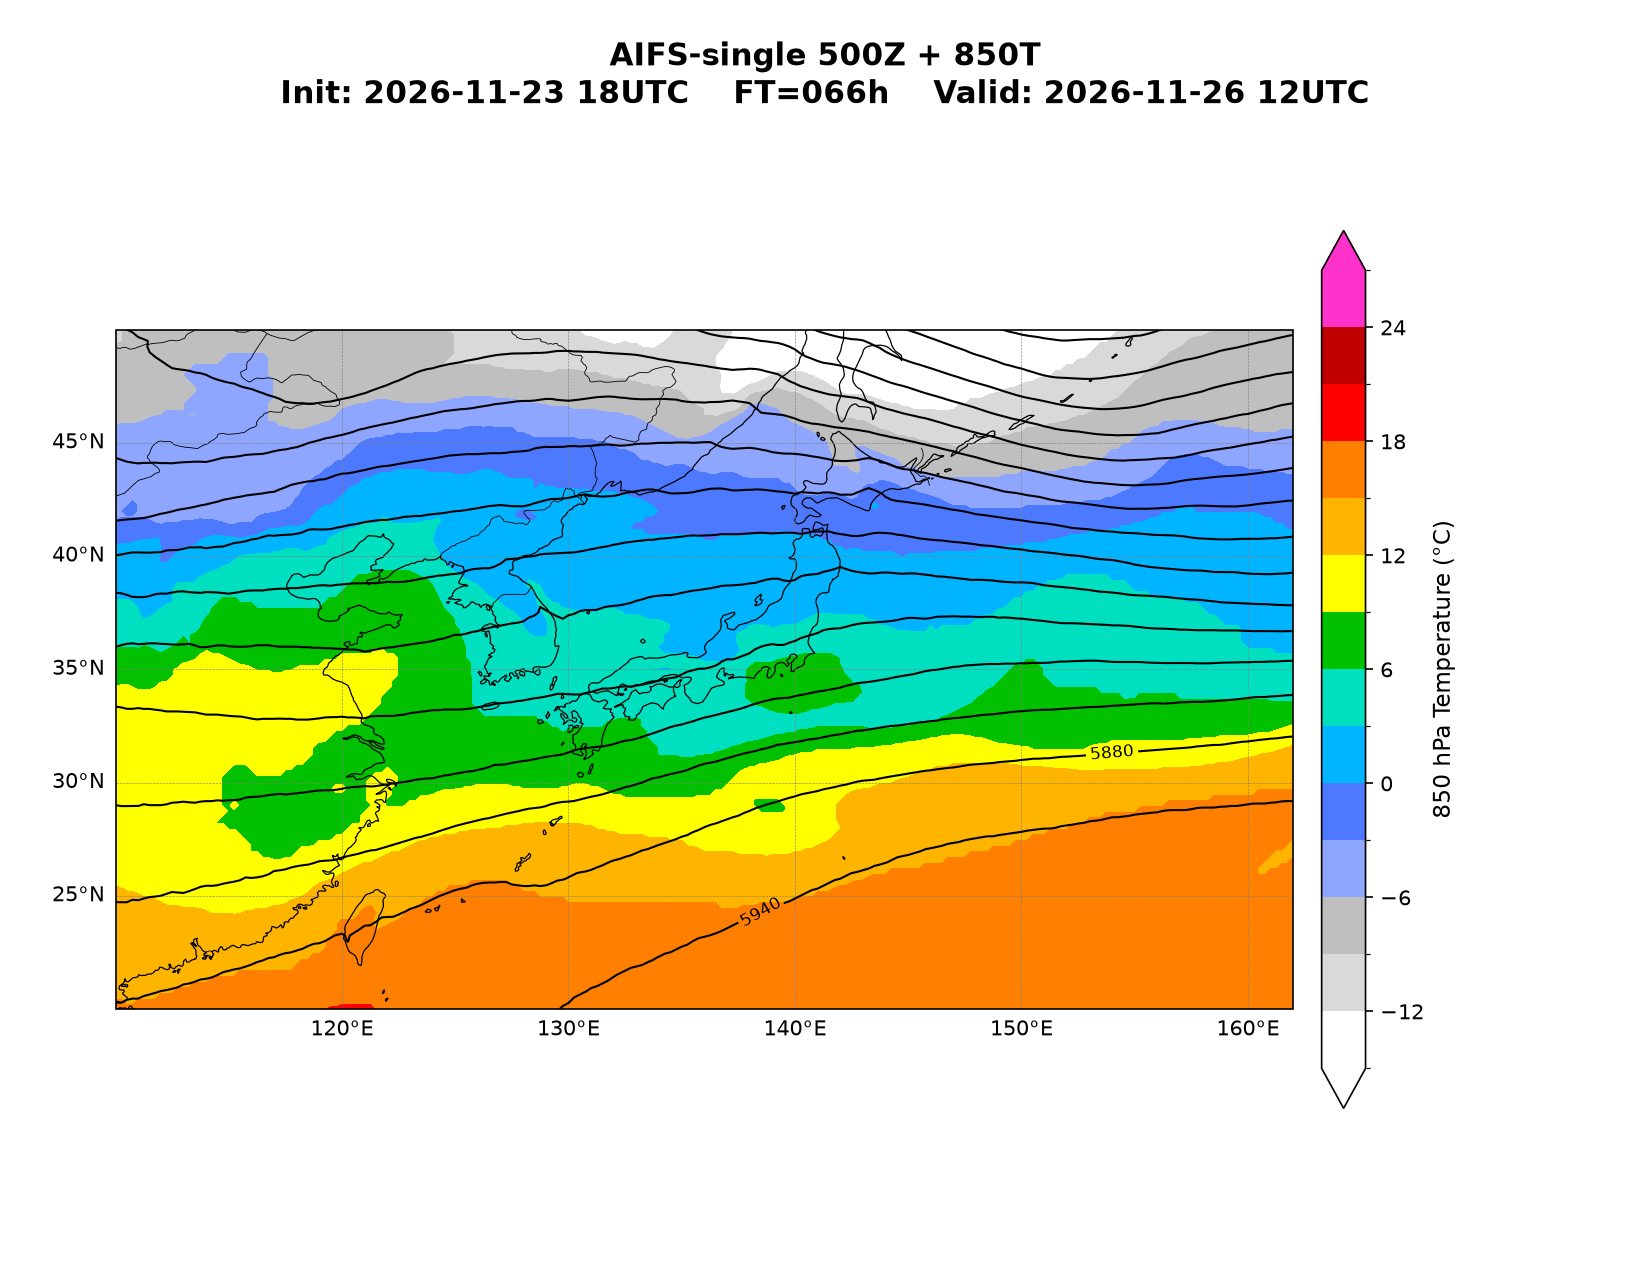 AIFS-single 500Z + 850T
Init: 2026-11-23 18UTC    FT=066h    Valid: 2026-11-26 12UTC
24
18
12
6
0
−6
−12
850 hPa Temperature (°C)
45°N
40°N
35°N
30°N
25°N
5880
5940
120°E
130°E
140°E
150°E
160°E